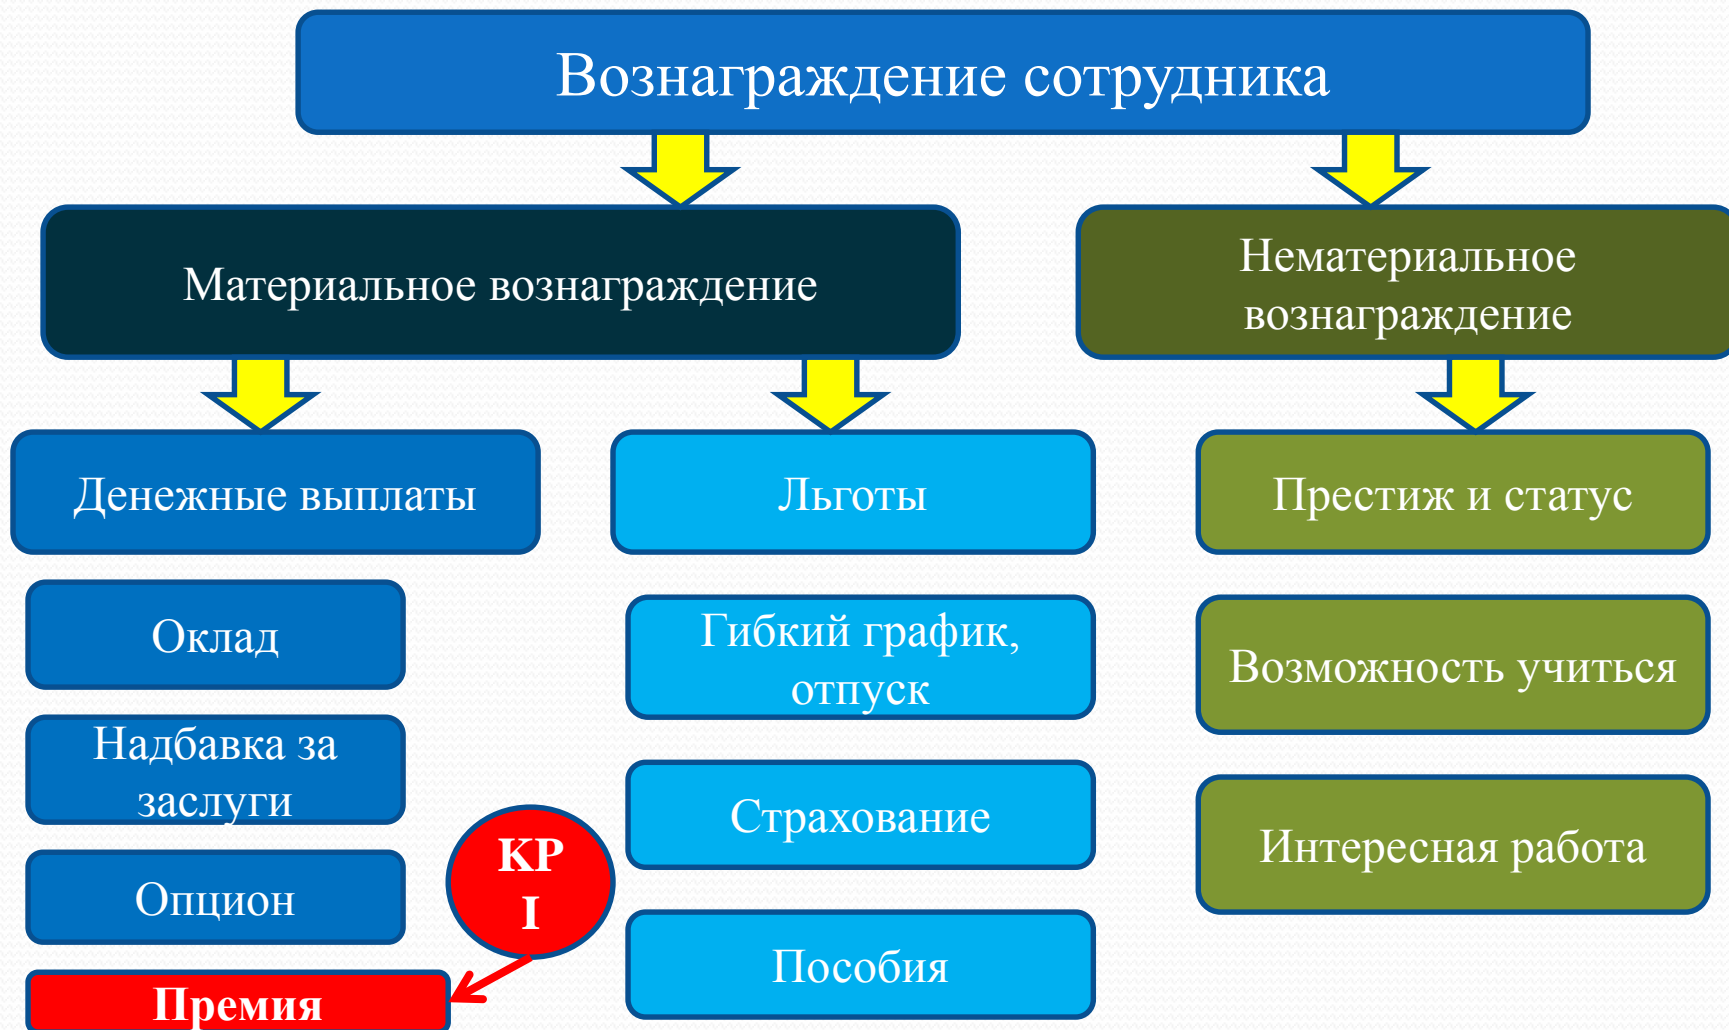 Вознаграждение сотрудника
Материальное вознаграждение
Нематериальное
вознаграждение
Денежные выплаты
Льготы
Престиж и статус
Оклад
Надбавка за
заслуги
Опцион
Премия
KP
I
Гибкий график,
отпуск
Страхование
Пособия
Возможность учиться
Интересная работа